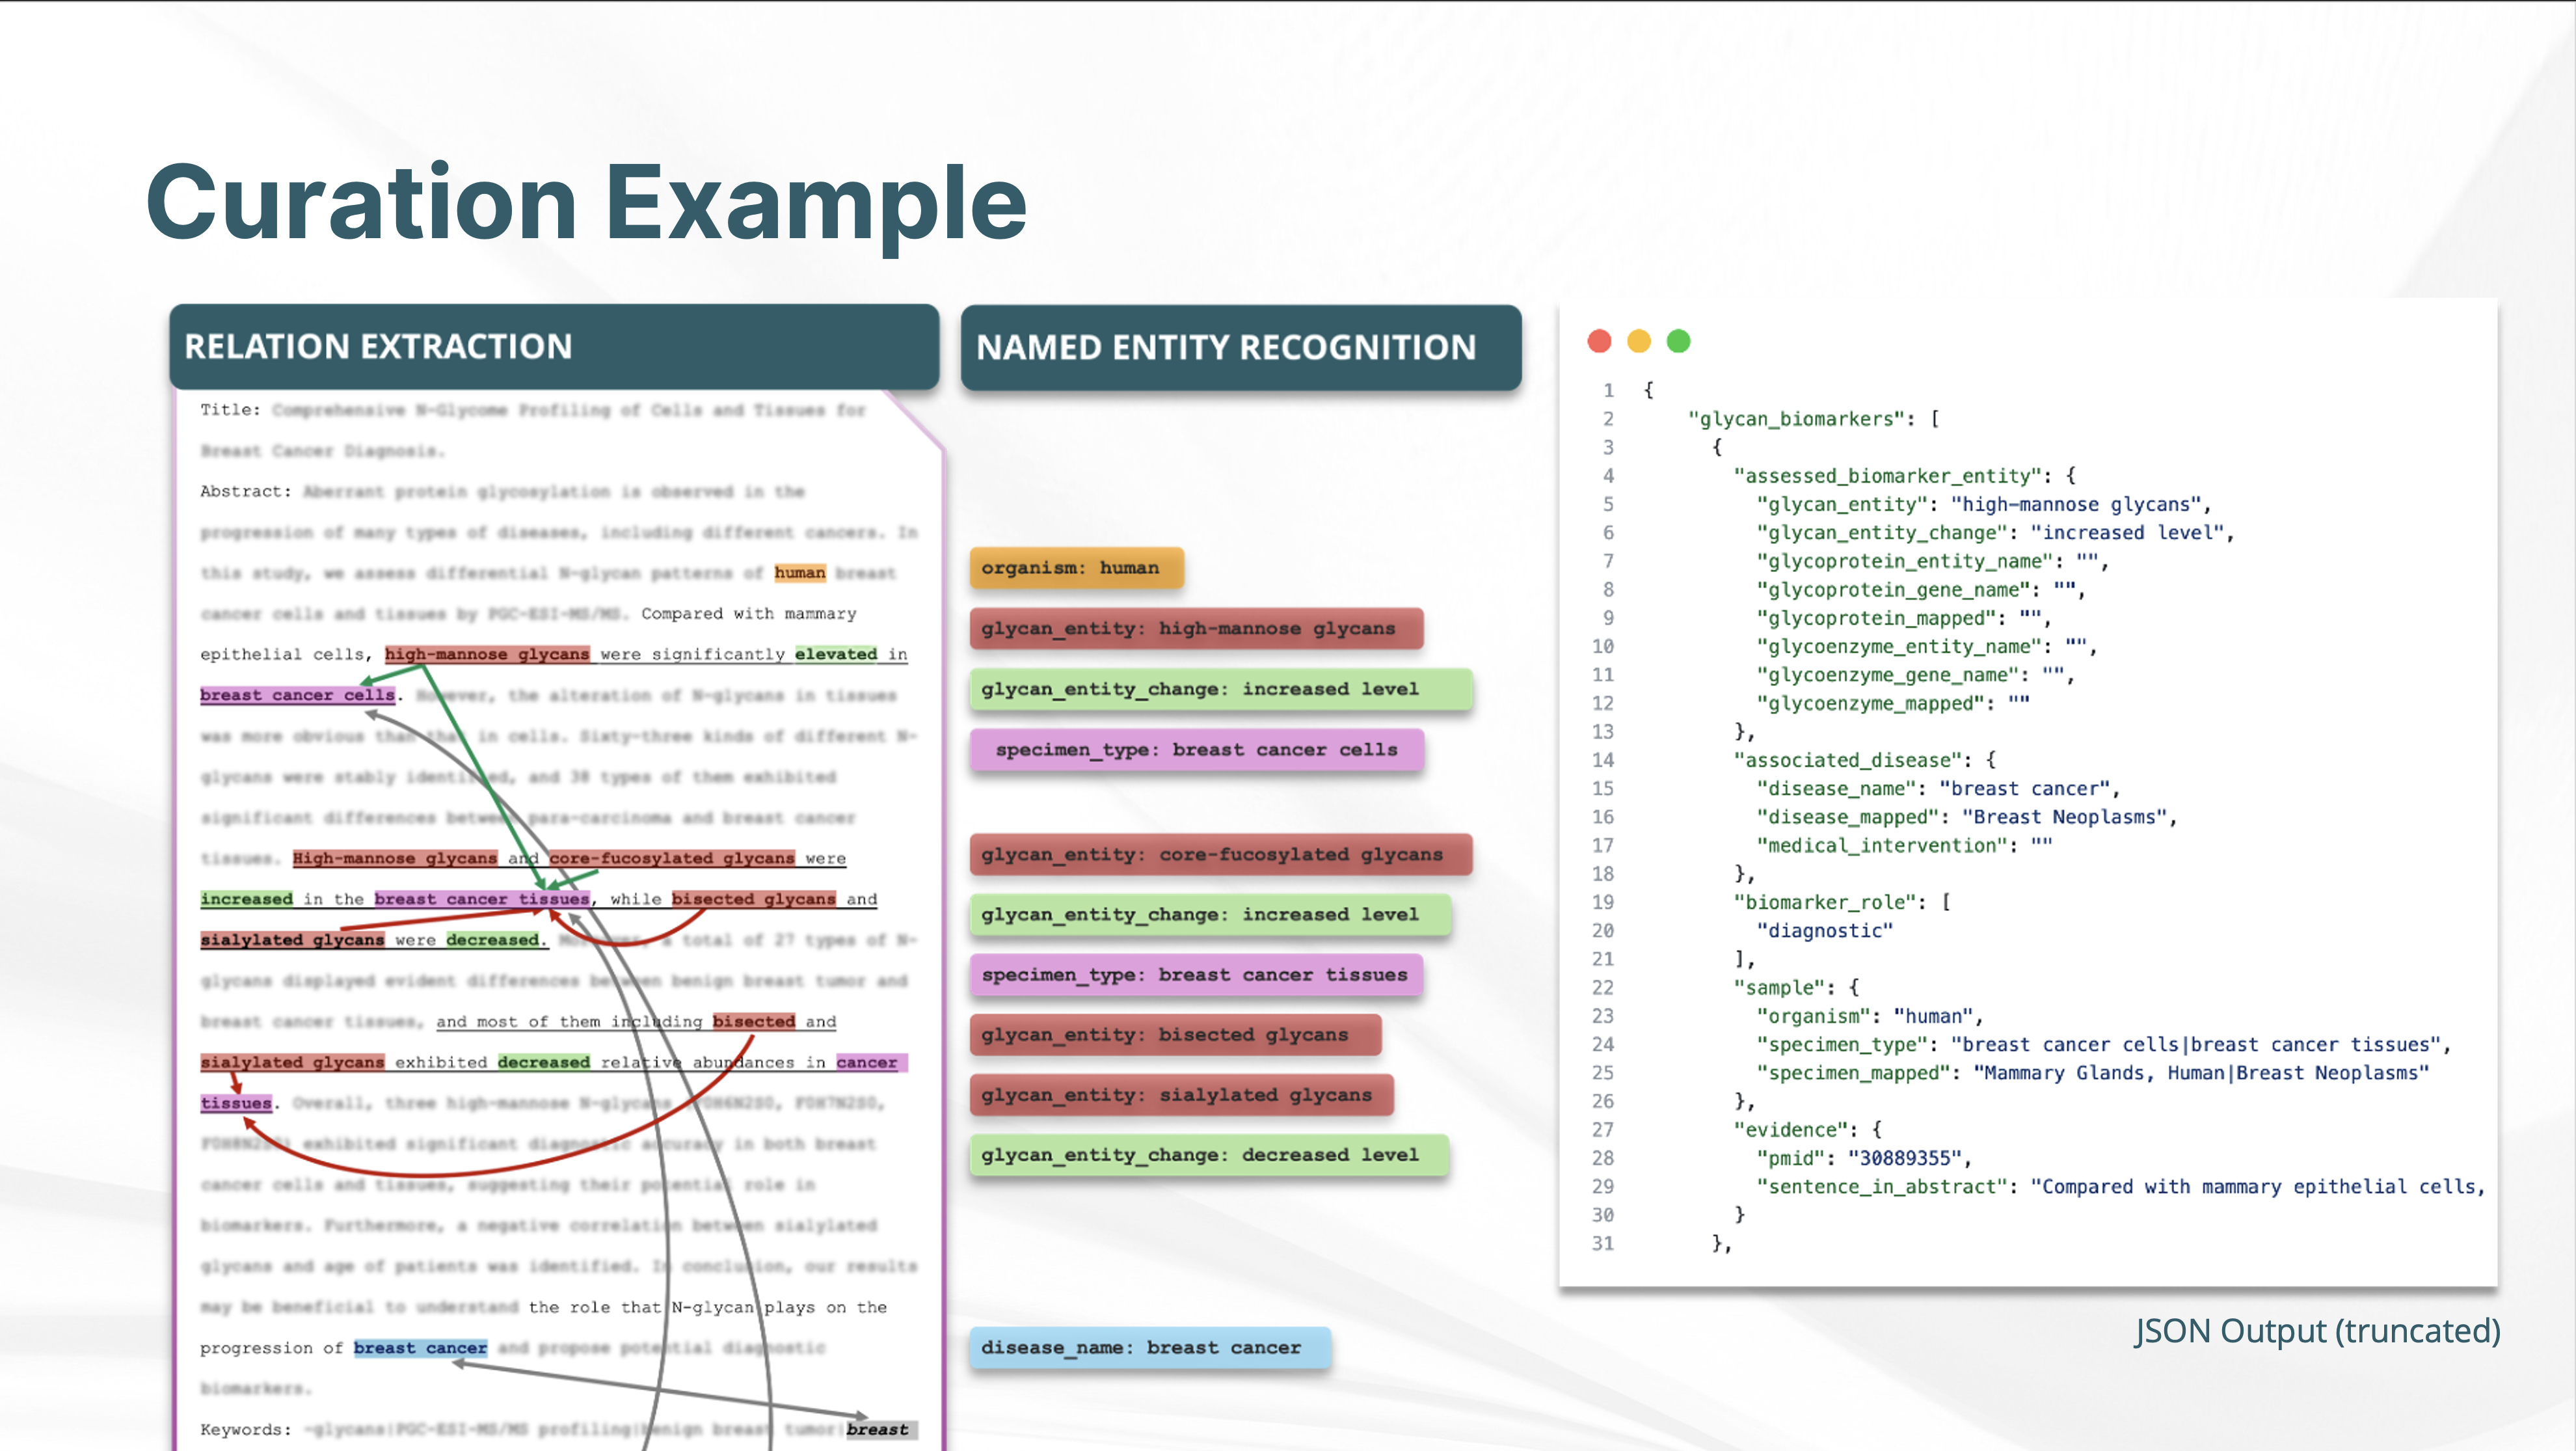 Curation Example
RELATION EXTRACTION
Title: Comprehensive N-Glycome Profiling of Cells and Tissues for
Breast Cancer Diagnosis.
Abstract: Aberrant protein glycosylation is observed in the
progression of many types of diseases, including different cancers. In
this study, we assess differential N-glycan patterns of human breast
cancer cells and tissues by PGC-ESI-MS/MS. Compared with mammary
epithelial cells, high-mannose glycans were significantly elevated in
breast cancer cells. However, the alteration of N-glycans in tissues
was more obvious than that in cells. Sixty-three kinds of different N-
glycans were stably identified, and 38 types of them exhibited
significant differences between para-carcinoma and breast cancer
tissues. High-mannose glycans and core-fucosylated glycans were
increased in the breast cancer tissues, while bisected glycans and
sialylated glycans were decreased. Moreover, a total of 27 types of N-
glycans displayed evident differences between benign breast tumor and
breast cancer tissues, and most of them including bisected and
sialylated glycans exhibited decreased relative abundances in cancer
tissues. Overall, three high-mannose N-glycans F0H7N2S0,
exhibited significant diagnostic accuracy in both breast
cancer cells and tissues, suggesting their potential role in
biomarkers. Furthermore, a negative correlation between sialylated
glycans and age of patients was identified. In conclusion, our results
may be beneficial to understand the role that N-glycan plays on the
progression of breast cancer and propose potential diagnostic
biomarkers.
Keywords: -glycans|PGC-ESI-MS/MS profiling|benign breast tumor|breast
NAMED ENTITY RECOGNITION
organism: human
glycan_entity: high-mannose glycans
glycan_entity_change: increased level
specimen_type: breast cancer cells
glycan_entity: core-fucosylated glycans
glycan_entity_change: increased level
specimen_type: breast cancer tissues
glycan_entity: bisected glycans
glycan_entity: sialylated glycans
glycan_entity_change: decreased level
disease_name: breast cancer
1 {
2 "glycan_biomarkers": [
3 {
4 "assessed_biomarker_entity": {
5 "glycan_entity": "high-mannose glycans",
6 "glycan_entity_change": "increased level",
7 "glycoprotein_entity_name": "",
8 "glycoprotein_gene_name": "",
9 "glycoprotein_mapped": "",
10 "glycoenzyme_entity_name": "",
11 "glycoenzyme_gene_name": "",
12 "glycoenzyme_mapped": ""
13 },
14 "associated_disease": {
15 "disease_name": "breast cancer",
16 "disease_mapped": "Breast Neoplasms",
17 "medical_intervention": ""
18 },
19 "biomarker_role": [
20 "diagnostic"
21 ],
22 "sample": {
23 "organism": "human",
24 "specimen_type": "breast cancer cells|breast cancer tissues",
25 "specimen_mapped": "Mammary Glands, Human|Breast Neoplasms"
26 },
27 "evidence": {
28 "pmid": "30889355",
29 "sentence_in_abstract": "Compared with mammary epithelial cells,
30 }
31 },
JSON Output (truncated)